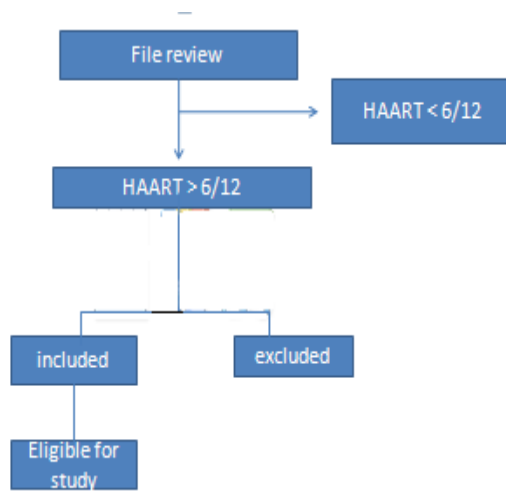 File review
HAART < 6/12
HAART > 6/12
included
excluded
Eligible for
study